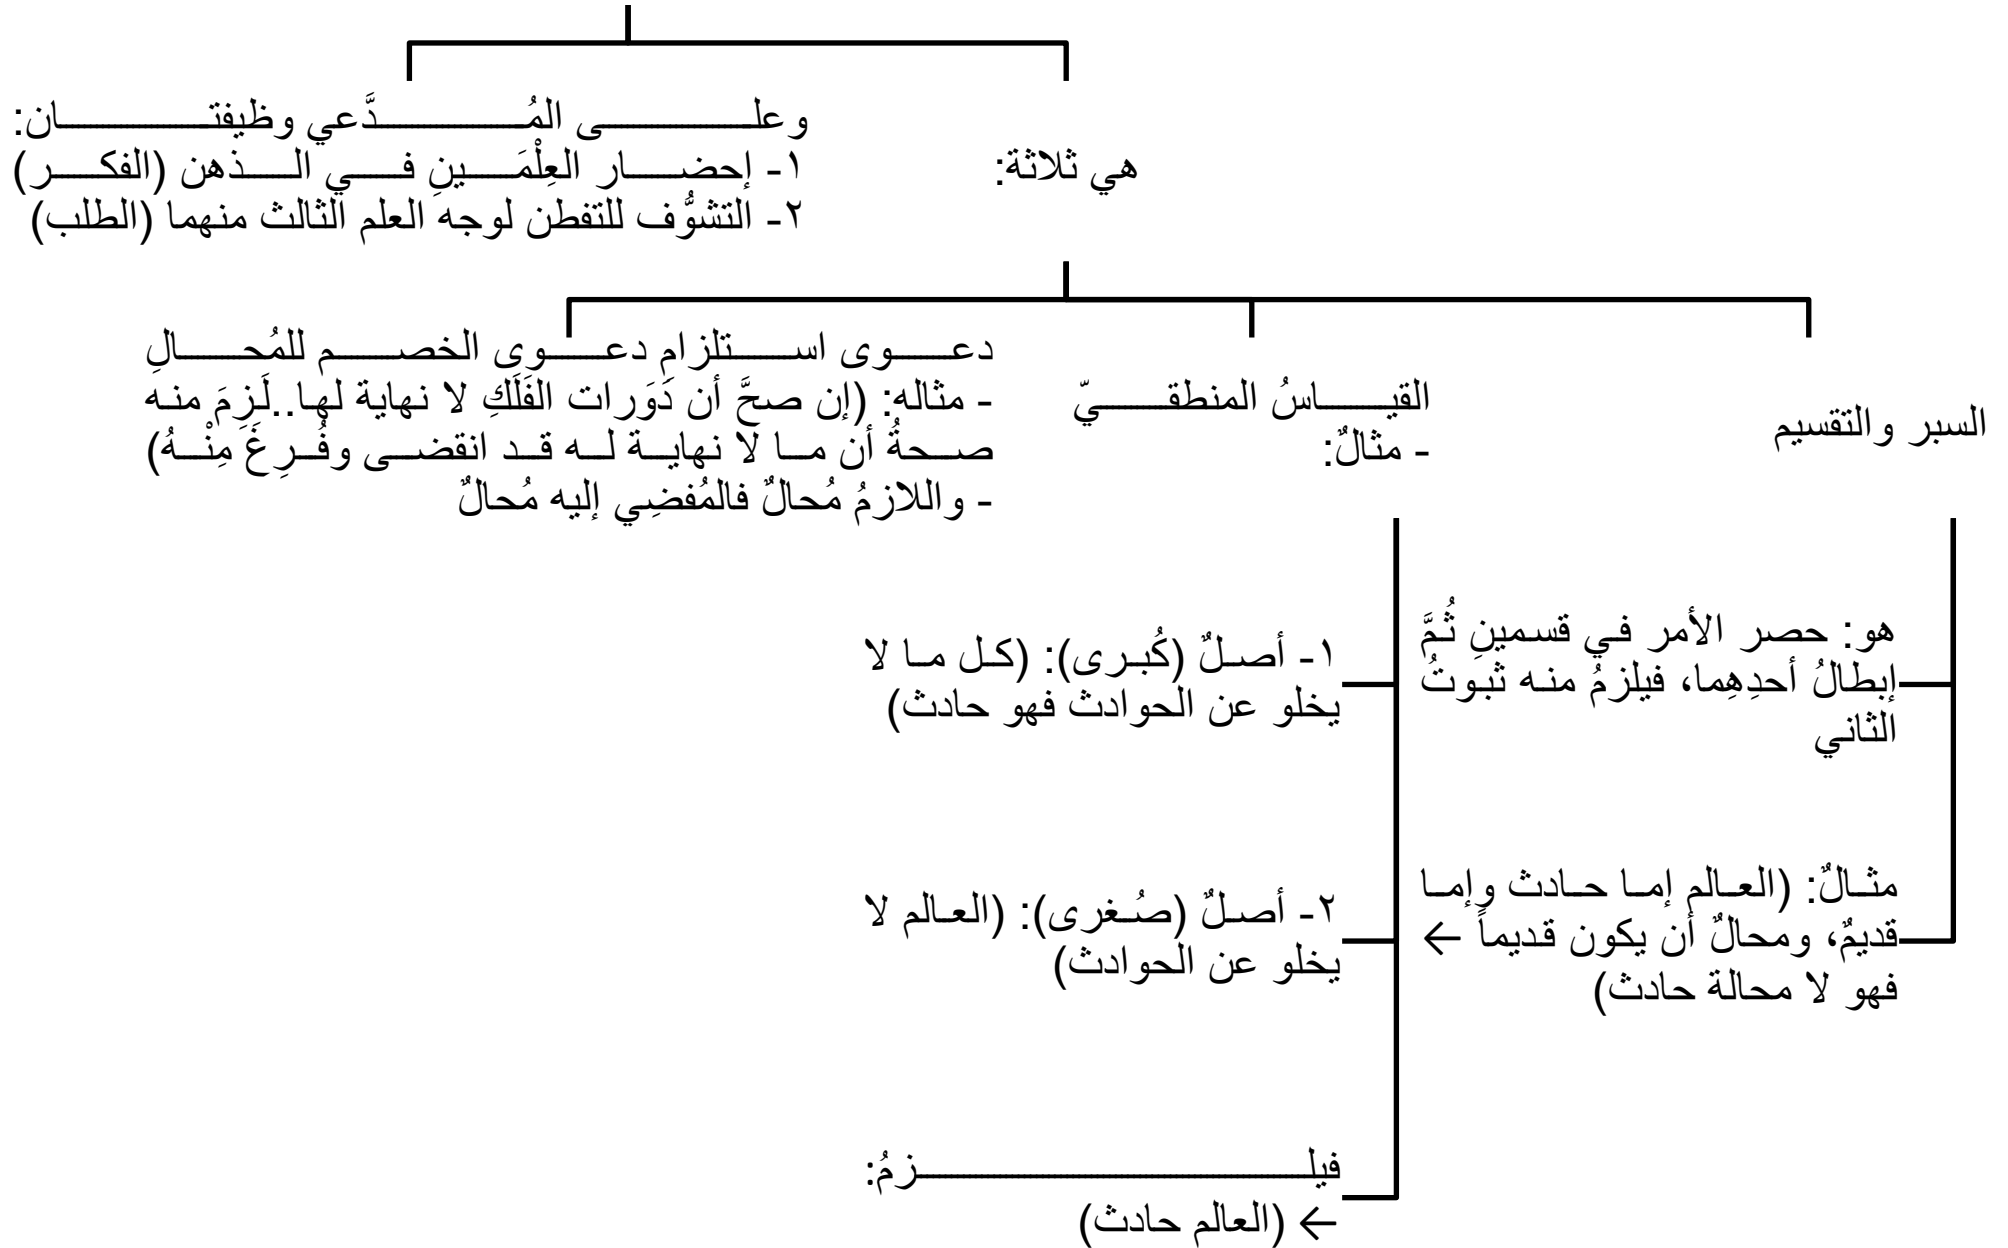 هي ثلاثة:
وعلى المُدَّعي وظيفتان:
١- إحضار العِلْمَينِ في الذهن (الفكر)
٢- التشوُّف للتفطن لوجه العلم الثالث منهما (الطلب)
السبر والتقسيم
هو: حصر الأمر في قسمينِ ثُمَّ
إبطالُ أحدِهِما، فيلزمُ منه ثبوتُ
الثاني
مثالٌ: (العالم إما حادث وإما
قديمٌ، ومحالٌ أن يكون قديماً ←
فهو لا محالة حادث)
القياسُ المنطقيّ
- مثالٌ:
١- أصلٌ (كُبرى): (كل ما لا
يخلو عن الحوادث فهو حادث)
٢- أصلٌ (صُغرى): (العالم لا
يخلو عن الحوادث)
فيلزمُ:
← (العالم حادث)
دعوى استلزامِ دعوى الخصم للمُحالِ
- مثاله: (إن صحَّ أن دَوَرات الفَلَكِ لا نهاية لها..لَزِمَ منه
صحةُ أن ما لا نهاية له قد انقضى وفُرِغَ مِنْهُ)
- واللازمُ مُحالٌ فالمُفضِي إليه مُحالٌ